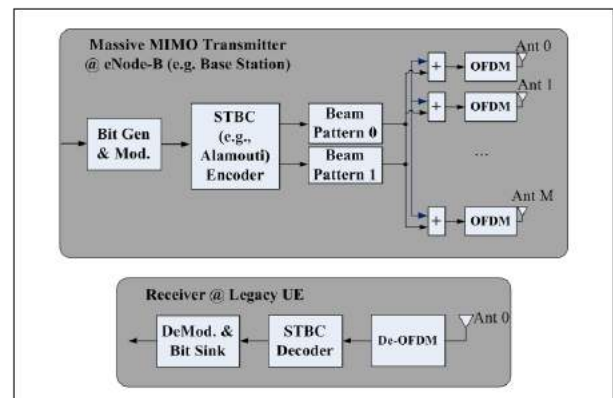 Massive MIMO Transmitter
@ eNode-B (e.g. Base Station)
Bit Gen
& Mod.
STBC
(e.g.,
Alamouti)
Encoder
Beam
Pattern 0
Beam
Pattern 1
+
OFDM
Ant 0
+
OFDM
Ant 1
...
+
OFDM
Ant M
Receiver @ Legacy UE
DeMod. &
Bit Sink
STBC
Decoder
De-OFDM
Ant 0